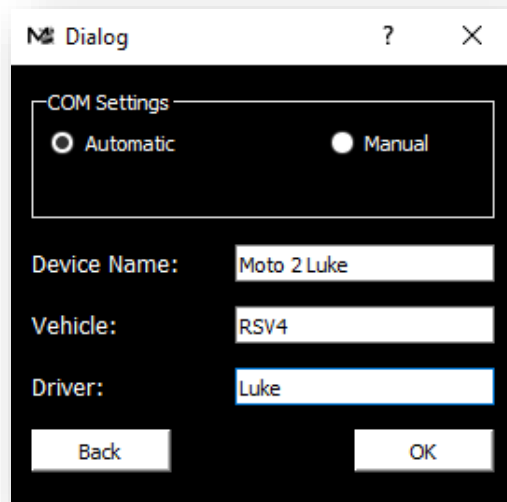 Dialog ?
COM Settings
Automatic Manual
Device Name: Moto 2 Luke
Vehicle: RSV4
Driver: Luke
Back OK